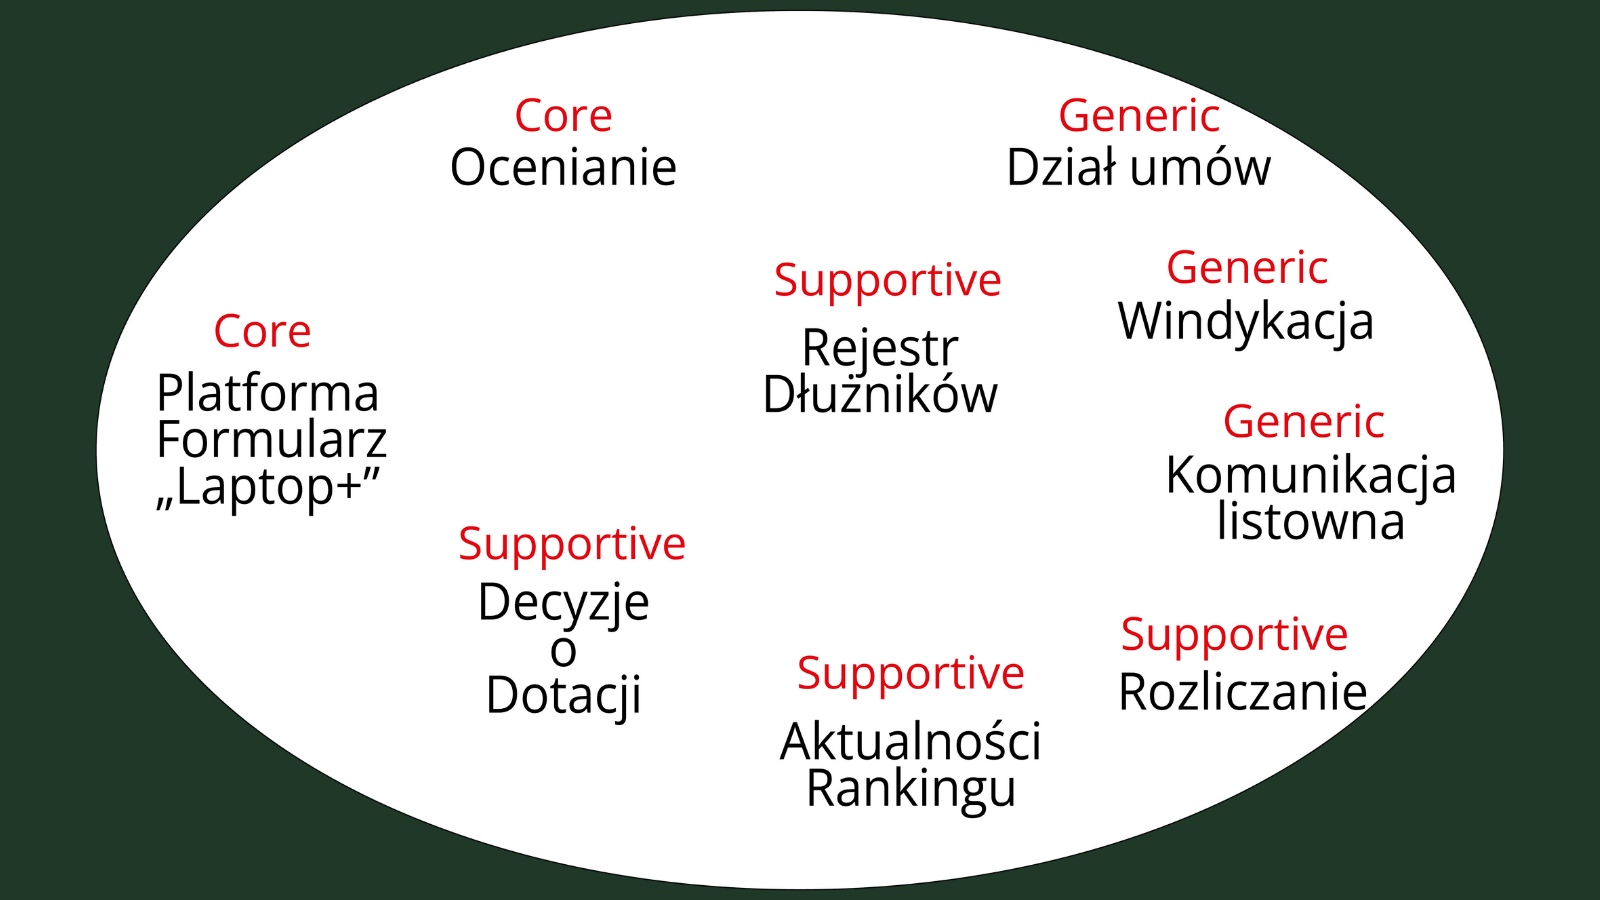 Core
Ocenianie
Generic
Dział umów
Supportive
Rejestr
Dłużników
Generic
Windykacja
Core
Platforma
Formularz
„Laptop+”
Generic
Komunikacja
listowna
Supportive
Decyzje
o
Dotacji
Supportive
Aktualności
Rankingu
Supportive
Rozliczanie